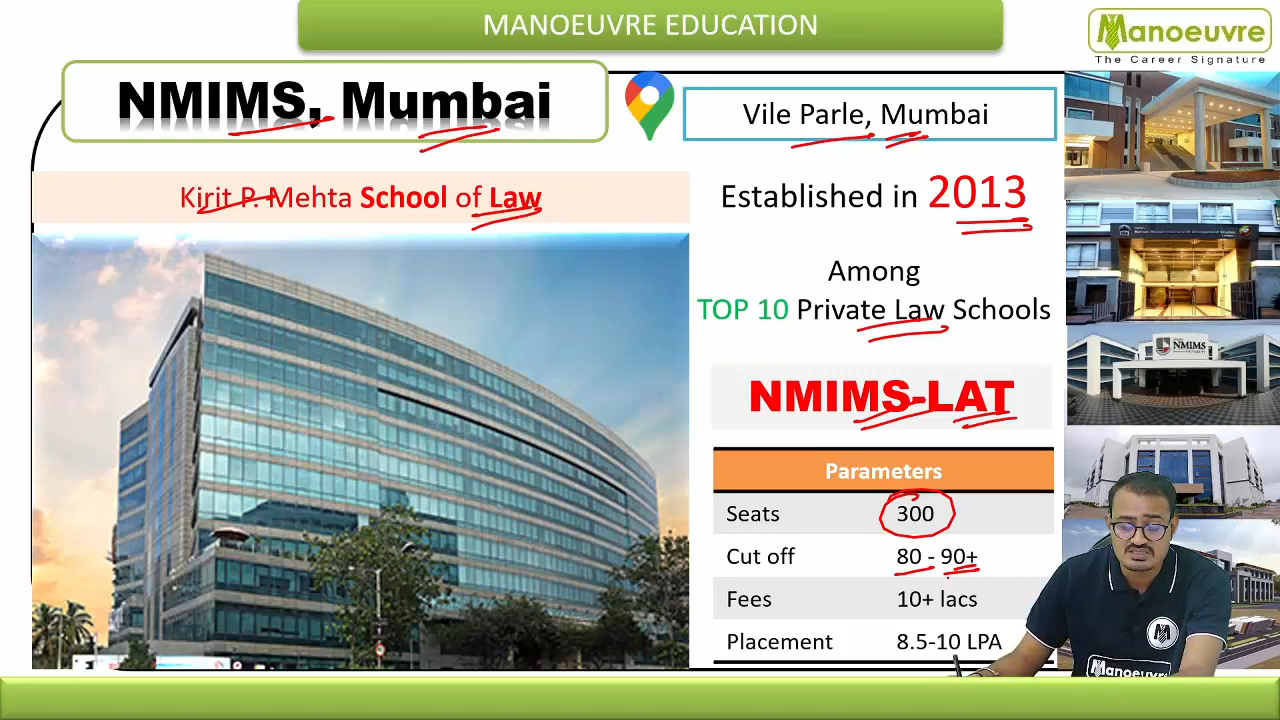 MANOEUVRE EDUCATION
Manoeuvre
The Career Signature
NMIMS, Mumbai
Vile Parle, Mumbai
Kirit P. Mehta School of Law
Established in 2013
Among
TOP 10 Private Law Schools
NMIMS-LAT
Parameters
Seats 300
Cut off 80 - 90+
Fees 10+ lacs
Placement 8.5-10 LPA
NMIMS
M
Manoeuvre